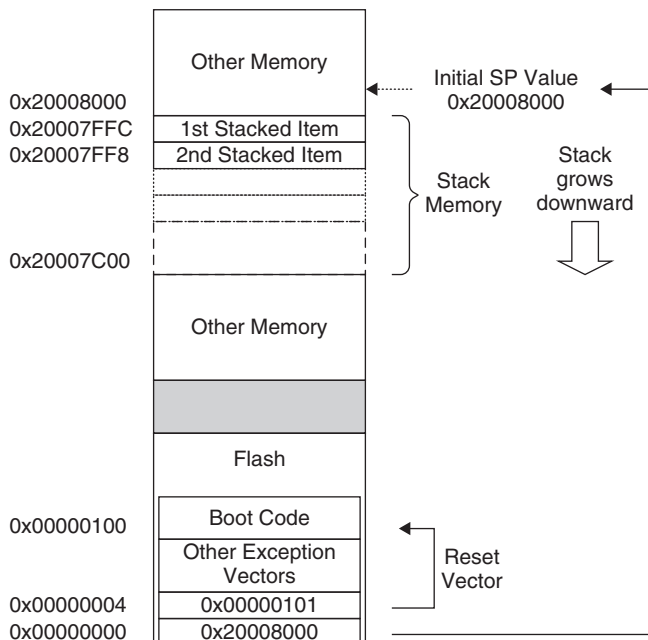 Other Memory
Initial SP Value
0x20008000
0x20008000
0x20007FFC
1st Stacked Item
0x20007FF8
2nd Stacked Item
Stack
Memory
Stack
grows
downward
0x20007C00
Other Memory
Flash
0x00000100
Boot Code
Other Exception
Vectors
Reset
Vector
0x00000004
0x00000101
0x00000000
0x20008000